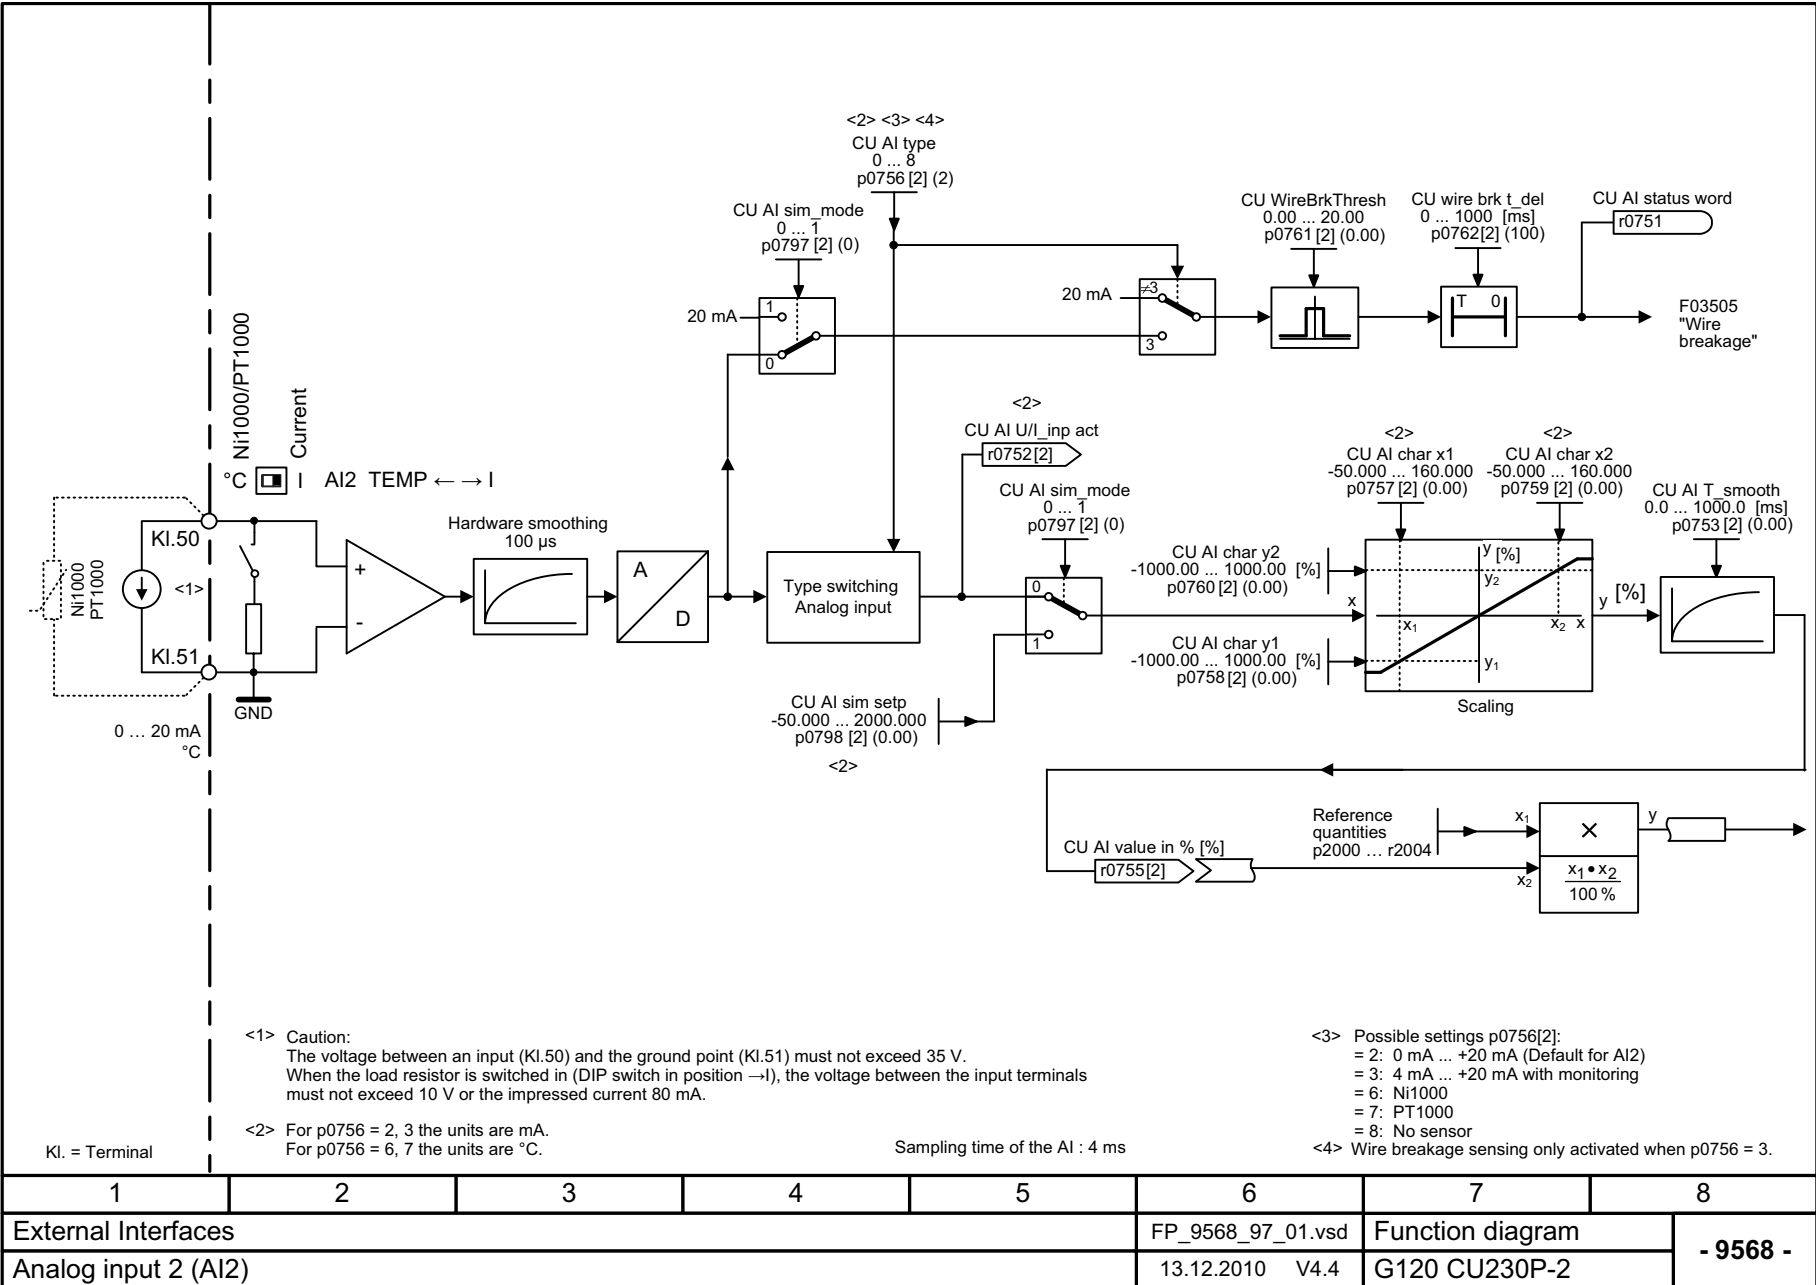 <2> <3> <4>
CU AI type
0 ... 8
p0756 [2] (2)
CU AI sim_mode
0 ... 1
p0797 [2] (0)
20 mA
1
0
20 mA
≠3
3
CU WireBrkThresh
0.00 ... 20.00
p0761 [2] (0.00)
CU wire brk t_del
0 ... 1000 [ms]
p0762 [2] (100)
T 0
CU AI status word
r0751
F03505
"Wire
breakage"
Ni1000/PT1000
Current
°C I AI2 TEMP ← → I
Kl.50
Kl.51
Ni1000
PT1000
<1>
0 … 20 mA
°C
GND
+
-
Hardware smoothing
100 µs
A
D
Type switching
Analog input
<2>
CU AI U/I_inp act
r0752 [2]
CU AI sim_mode
0 ... 1
p0797 [2] (0)
0
1
CU AI sim setp
-50.000 ... 2000.000
p0798 [2] (0.00)
<2>
CU AI char y2
-1000.00 ... 1000.00 [%]
p0760 [2] (0.00)
x
CU AI char y1
-1000.00 ... 1000.00 [%]
p0758 [2] (0.00)
<2>
CU AI char x1
-50.000 ... 160.000
p0757 [2] (0.00)
<2>
CU AI char x2
-50.000 ... 160.000
p0759 [2] (0.00)
y [%]
y2
x1
x2 x
y1
Scaling
y [%]
CU AI T_smooth
0.0 ... 1000.0 [ms]
p0753 [2] (0.00)
CU AI value in % [%]
r0755 [2]
Reference
quantities
p2000 … r2004
x1
x2
×
x1 • x2
100 %
y
<1> Caution:
The voltage between an input (Kl.50) and the ground point (Kl.51) must not exceed 35 V.
When the load resistor is switched in (DIP switch in position →I), the voltage between the input terminals
must not exceed 10 V or the impressed current 80 mA.
<2> For p0756 = 2, 3 the units are mA.
For p0756 = 6, 7 the units are °C.
Kl. = Terminal
Sampling time of the AI : 4 ms
<3> Possible settings p0756[2]:
= 2: 0 mA ... +20 mA (Default for AI2)
= 3: 4 mA ... +20 mA with monitoring
= 6: Ni1000
= 7: PT1000
= 8: No sensor
<4> Wire breakage sensing only activated when p0756 = 3.
1 2 3 4 5 6 7 8
External Interfaces
FP_9568_97_01.vsd
Function diagram
- 9568 -
Analog input 2 (AI2)
13.12.2010 V4.4
G120 CU230P-2